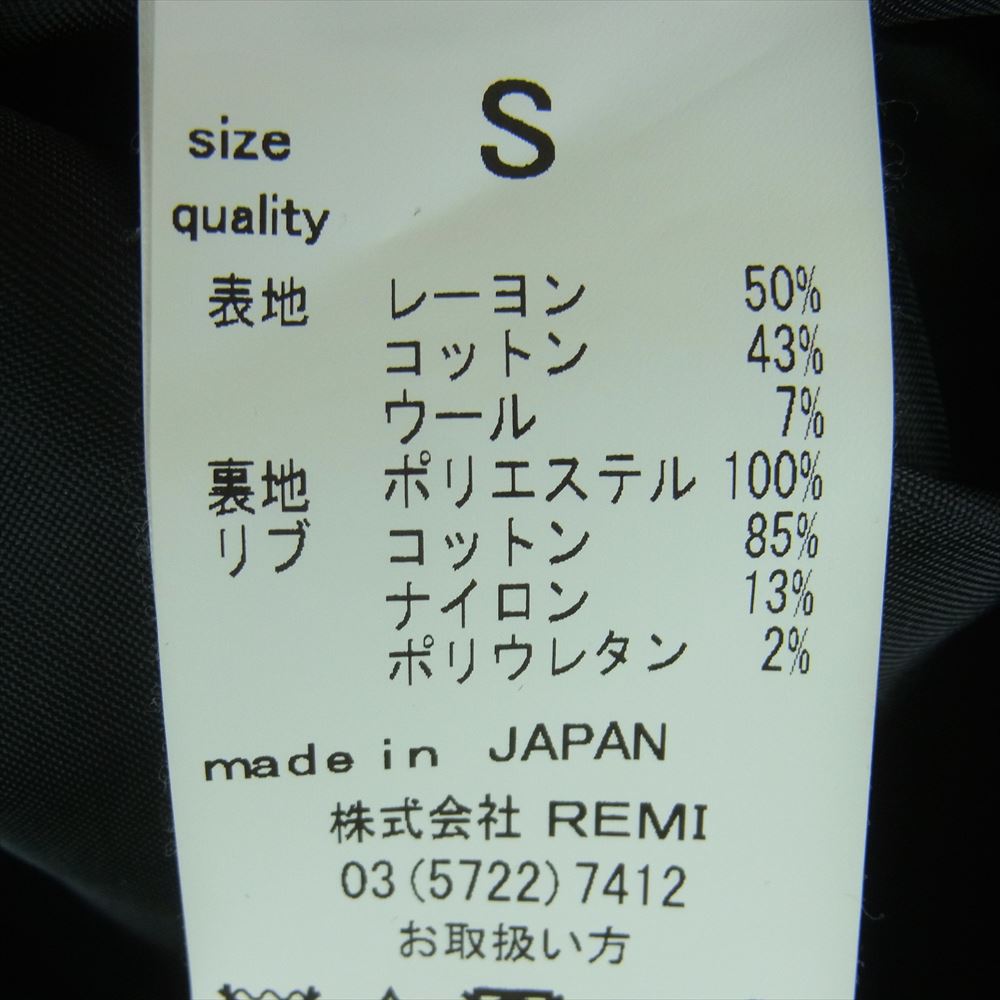 size S
quality
表地 レーヨン 50%
コットン 43%
ウール 7%
裏地 ポリエステル 100%
リブ コットン 85%
ナイロン 13%
ポリウレタン 2%
made in JAPAN
株式会社 REMI
03(5722)7412
お取扱い方